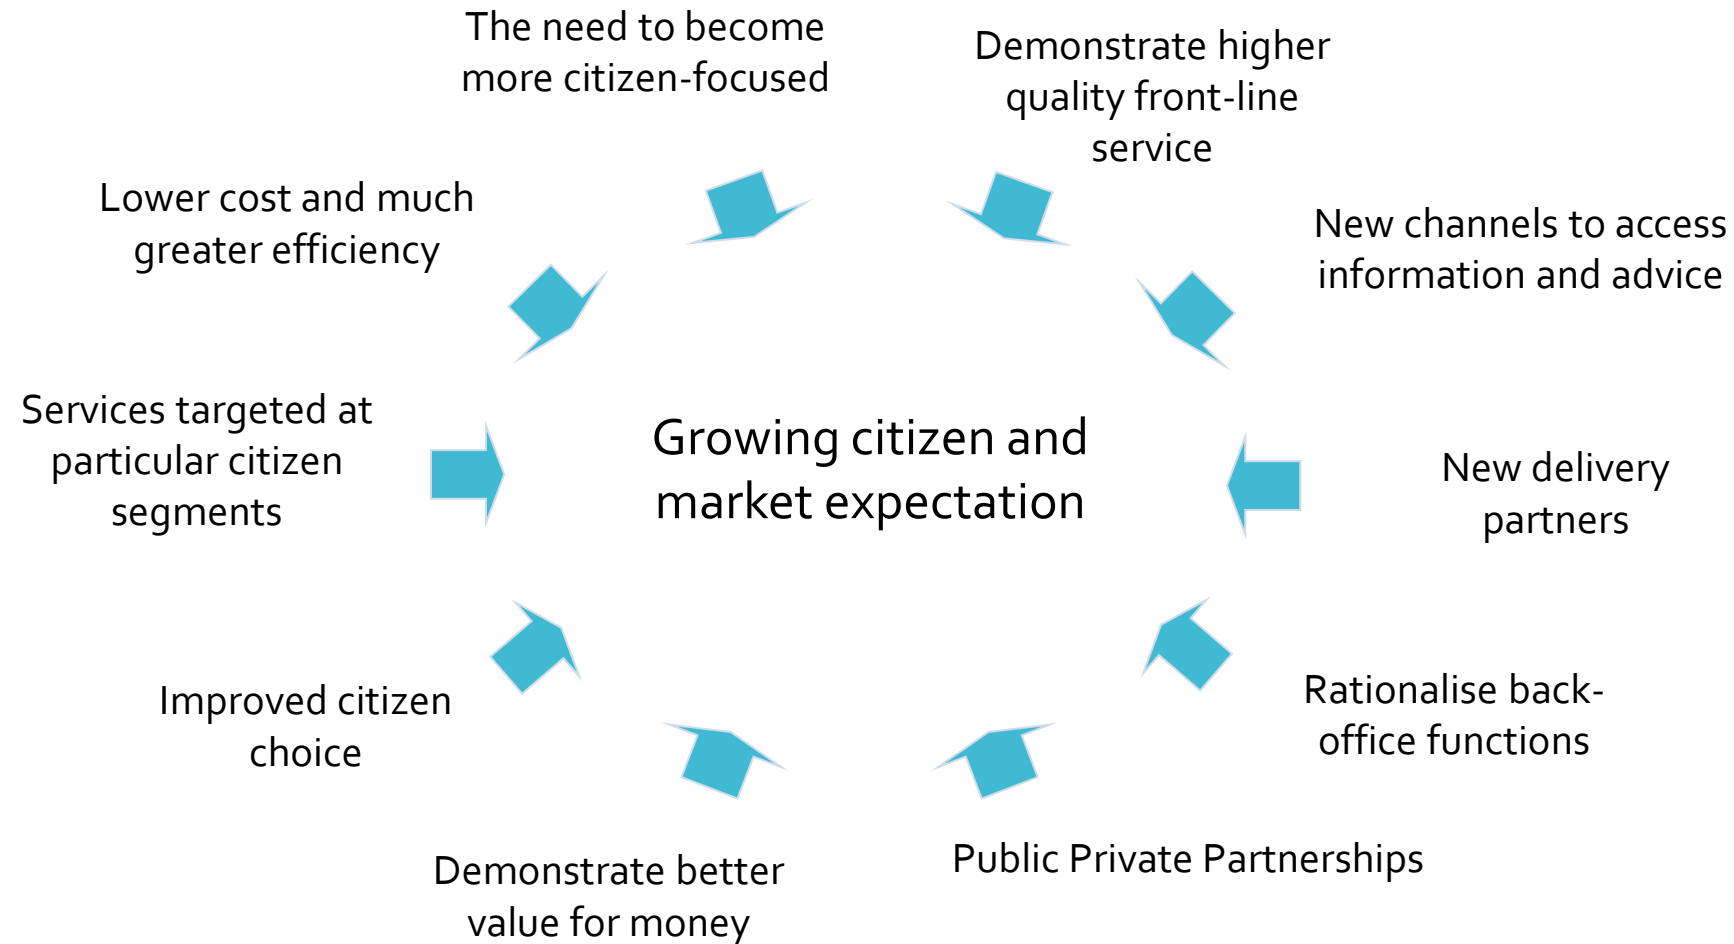 The need to become
more citizen-focused
Demonstrate higher
quality front-line
service
Lower cost and much
greater efficiency
New channels to access
information and advice
Services targeted at
particular citizen
segments
Growing citizen and
market expectation
New delivery
partners
Improved citizen
choice
Rationalise back-
office functions
Demonstrate better
value for money
Public Private Partnerships